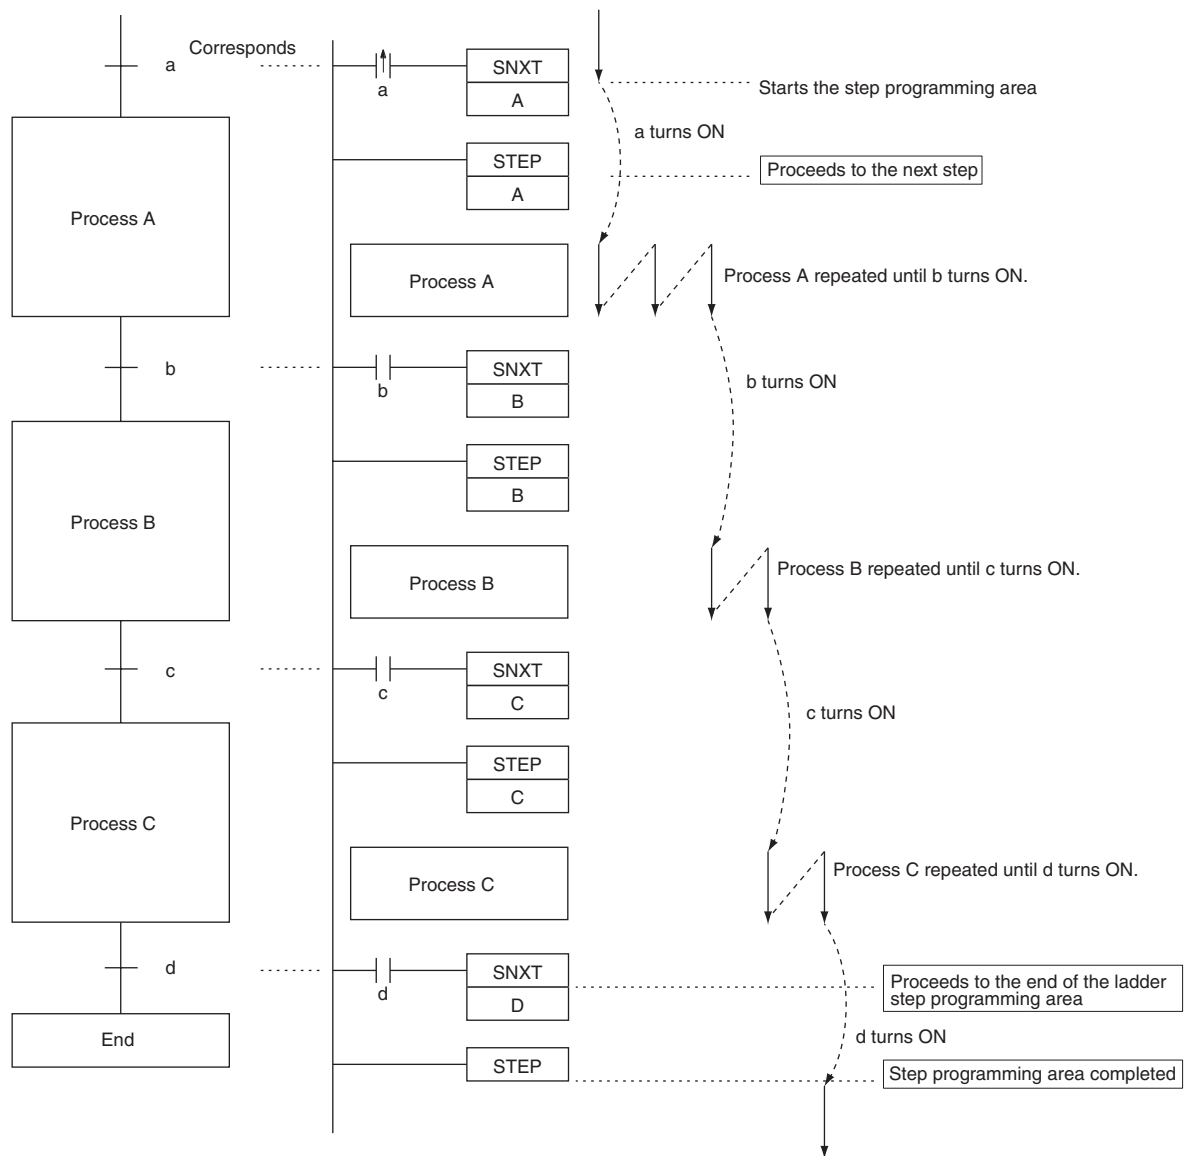 Corresponds
a
a
SNXT
A
Starts the step programming area
a turns ON
STEP
A
Proceeds to the next step
Process A
Process A
Process A repeated until b turns ON.
b
b
SNXT
B
b turns ON
STEP
B
Process B
Process B
Process B repeated until c turns ON.
c
c
SNXT
C
c turns ON
STEP
C
Process C
Process C
Process C repeated until d turns ON.
d
d
SNXT
D
Proceeds to the end of the ladder
step programming area
End
d turns ON
STEP
Step programming area completed